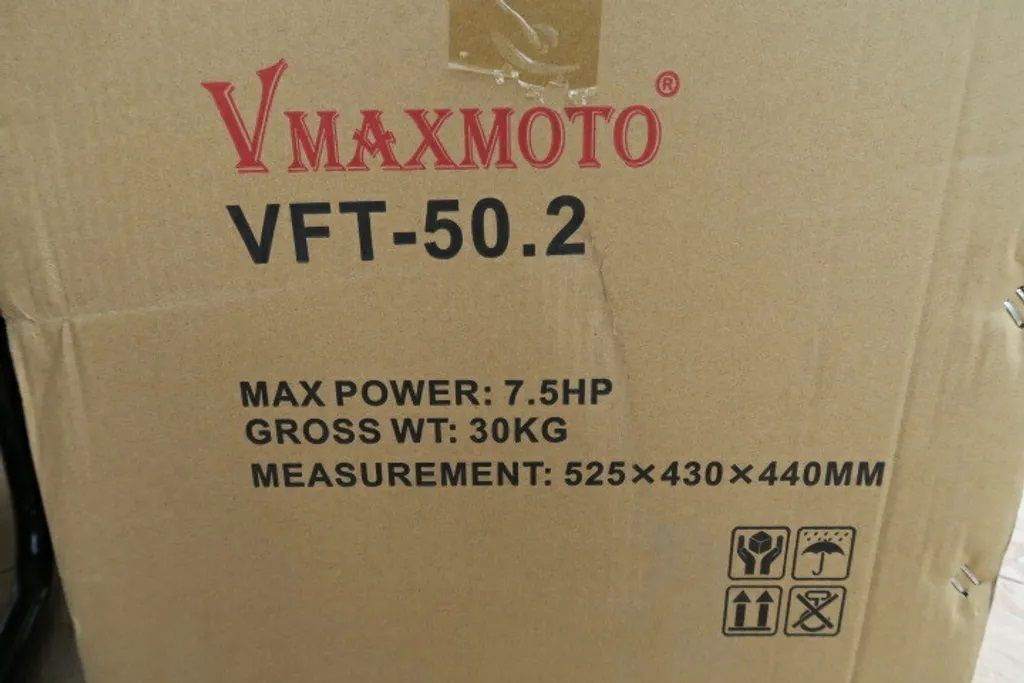 VMAXMOTO®
VFT-50.2
MAX POWER: 7.5HP
GROSS WT: 30KG
MEASUREMENT: 525×430×440MM